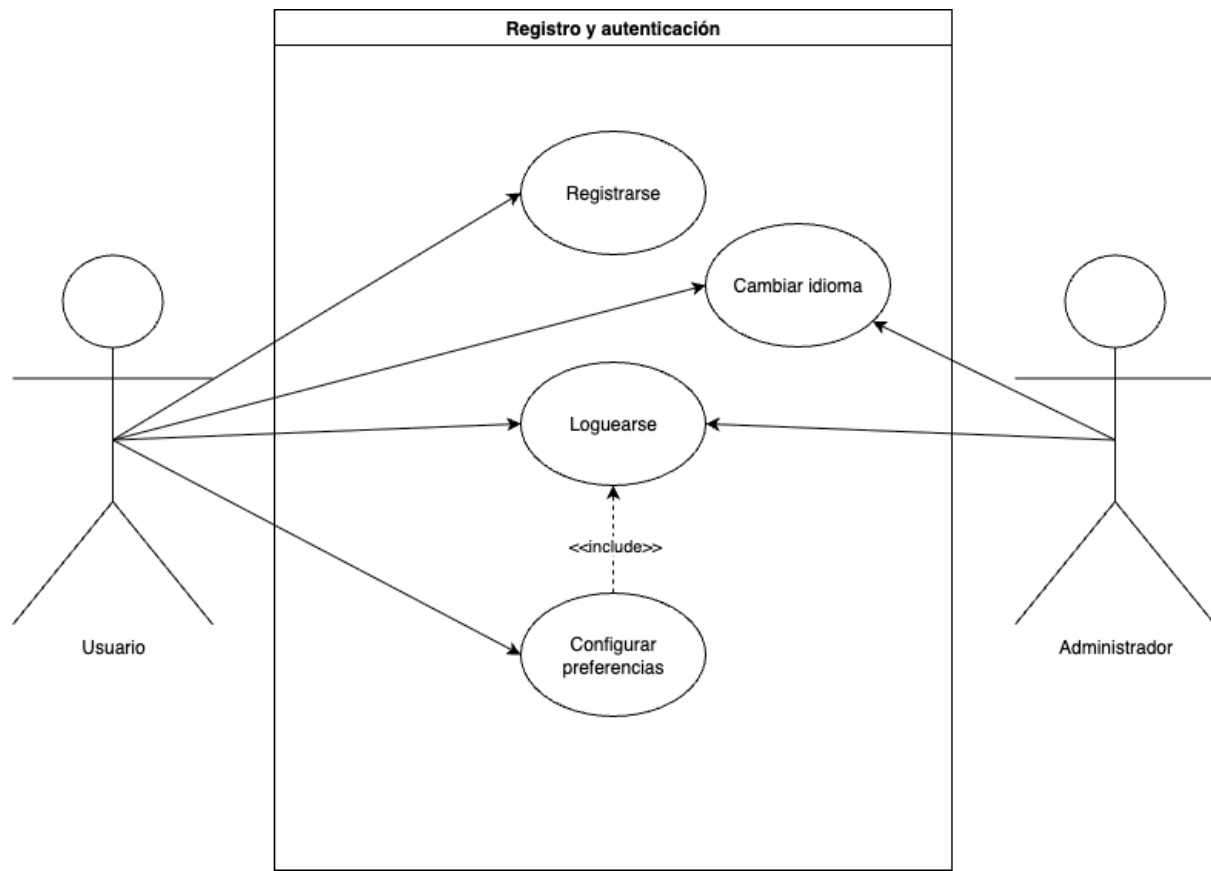 Registro y autenticación
Registrarse
Cambiar idioma
Loguearse
<<include>>
Configurar
preferencias
Usuario
Administrador